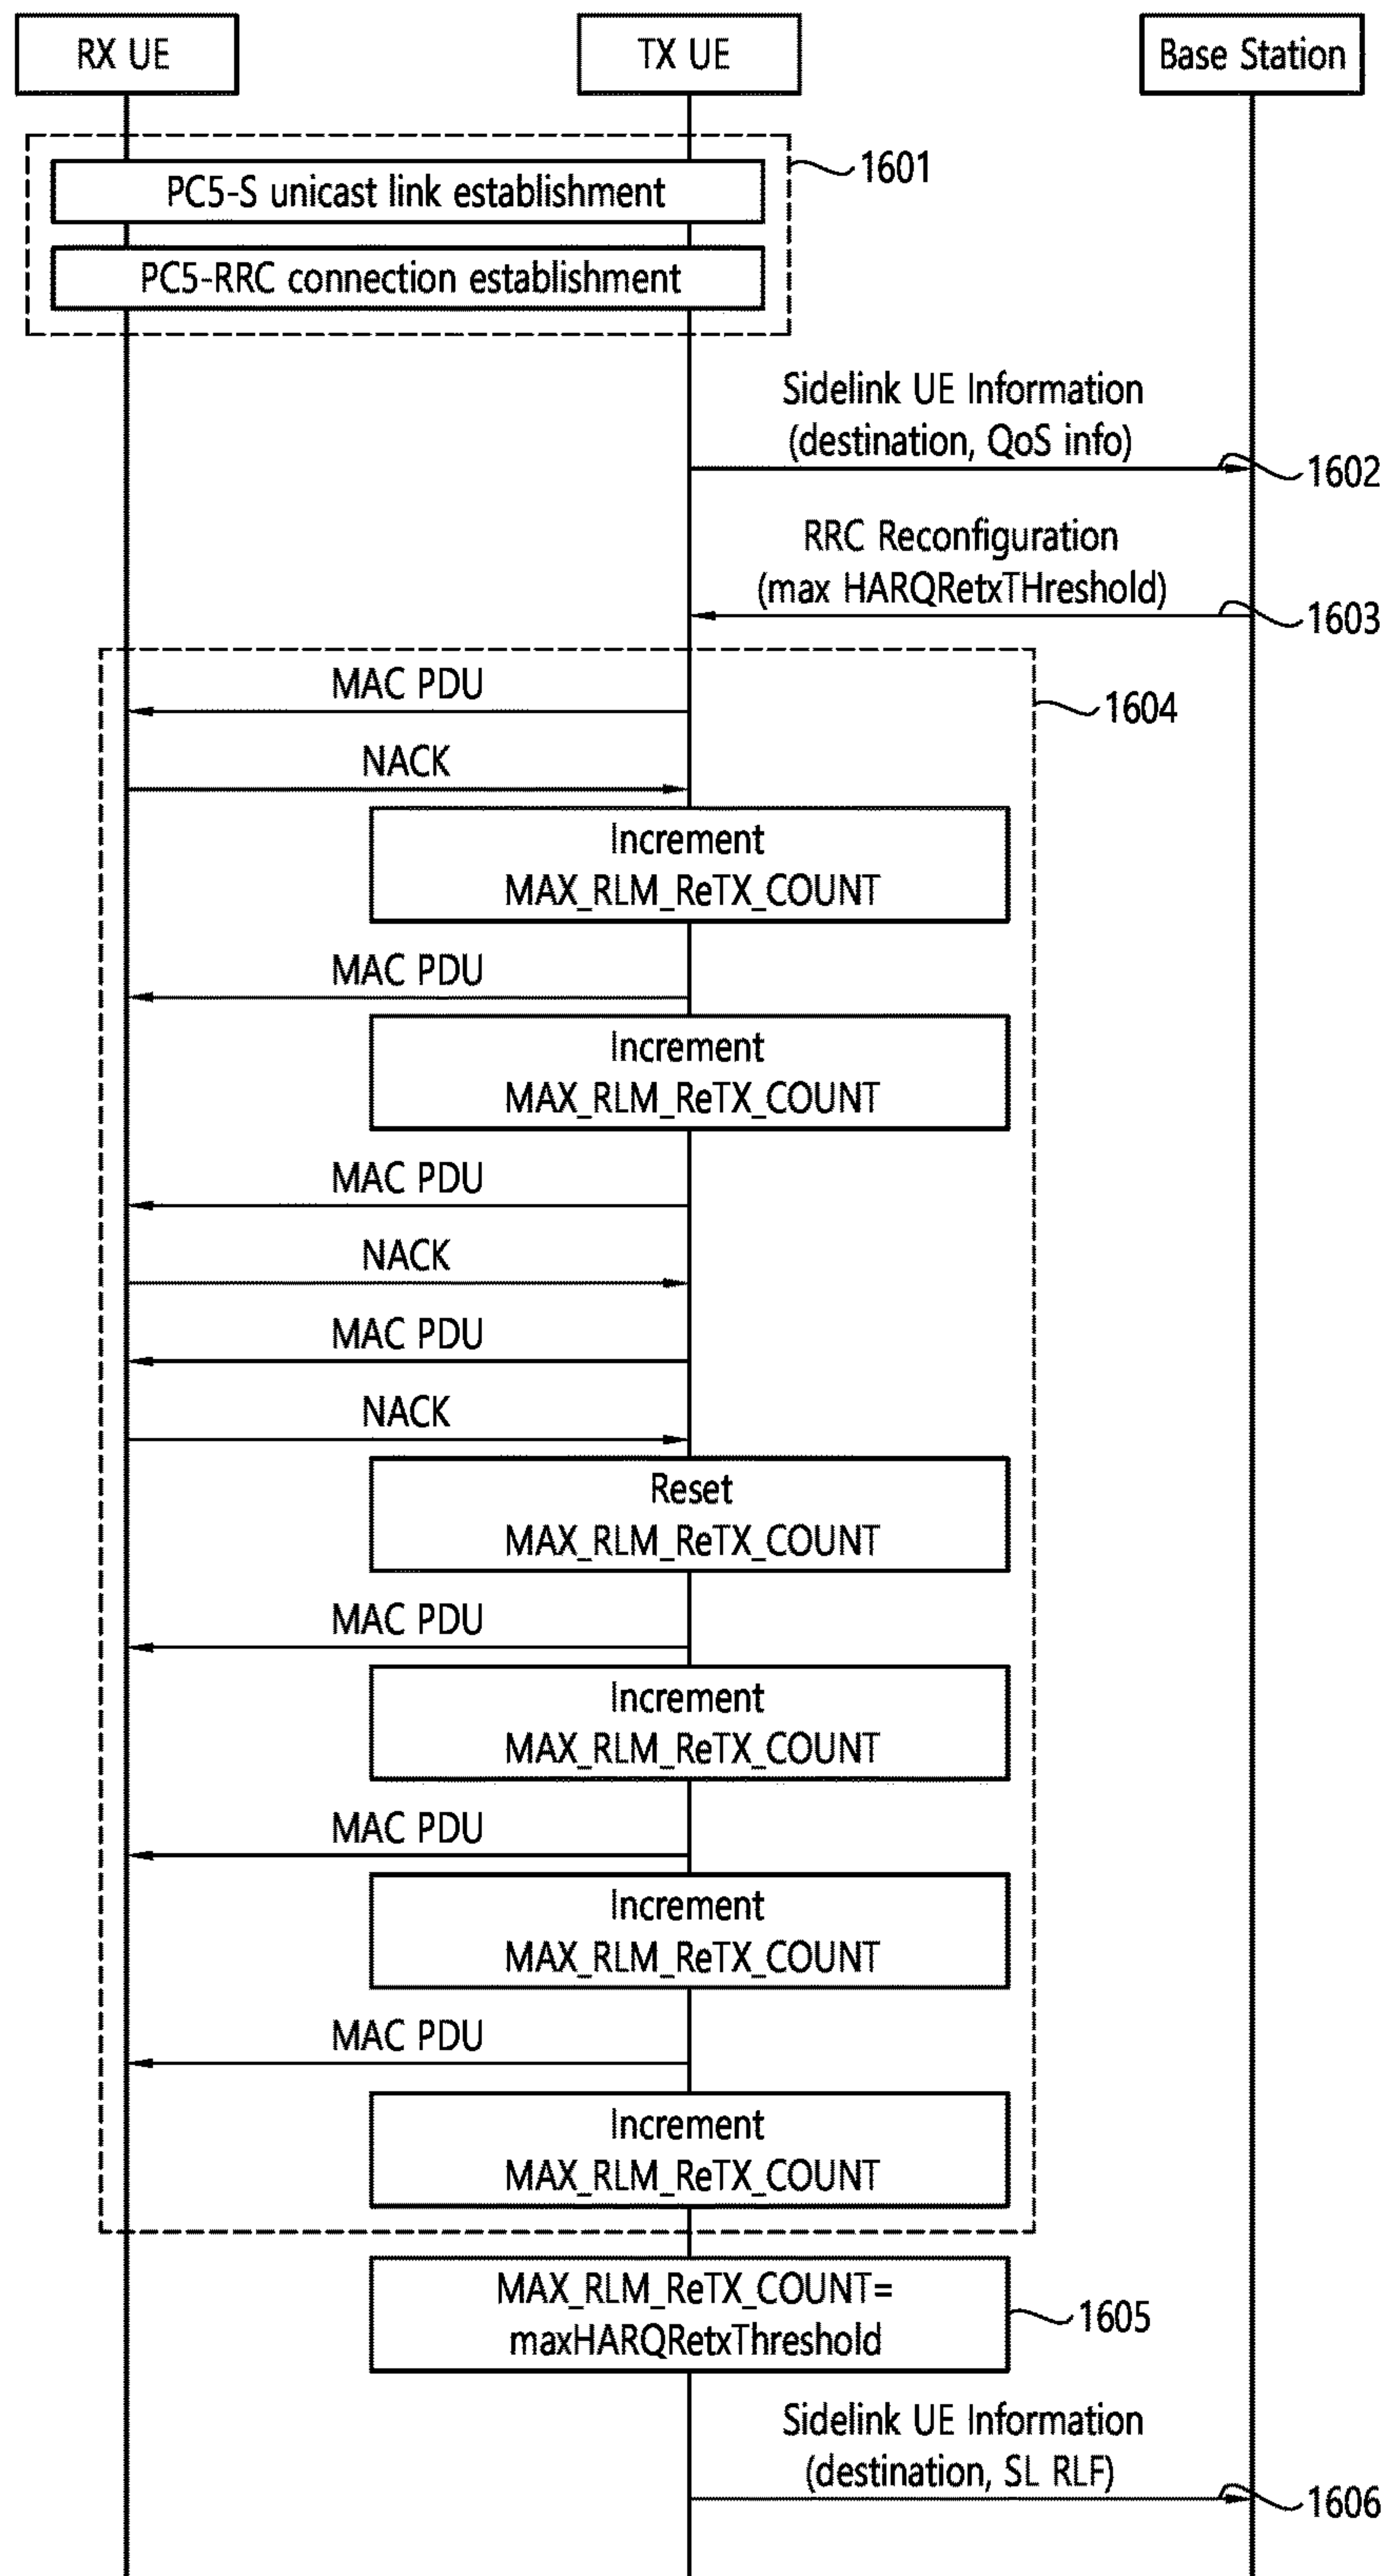 RX UE
TX UE
Base Station
PC5-S unicast link establishment
1601
PC5-RRC connection establishment
Sidelink UE Information
(destination, QoS info)
1602
RRC Reconfiguration
(max HARQRetxTHreshold)
1603
MAC PDU
1604
NACK
Increment
MAX_RLM_ReTX_COUNT
MAC PDU
Increment
MAX_RLM_ReTX_COUNT
MAC PDU
NACK
MAC PDU
NACK
Reset
MAX_RLM_ReTX_COUNT
MAC PDU
Increment
MAX_RLM_ReTX_COUNT
MAC PDU
Increment
MAX_RLM_ReTX_COUNT
MAC PDU
Increment
MAX_RLM_ReTX_COUNT
MAX_RLM_ReTX_COUNT=
maxHARQRetxThreshold
1605
Sidelink UE Information
(destination, SL RLF)
1606